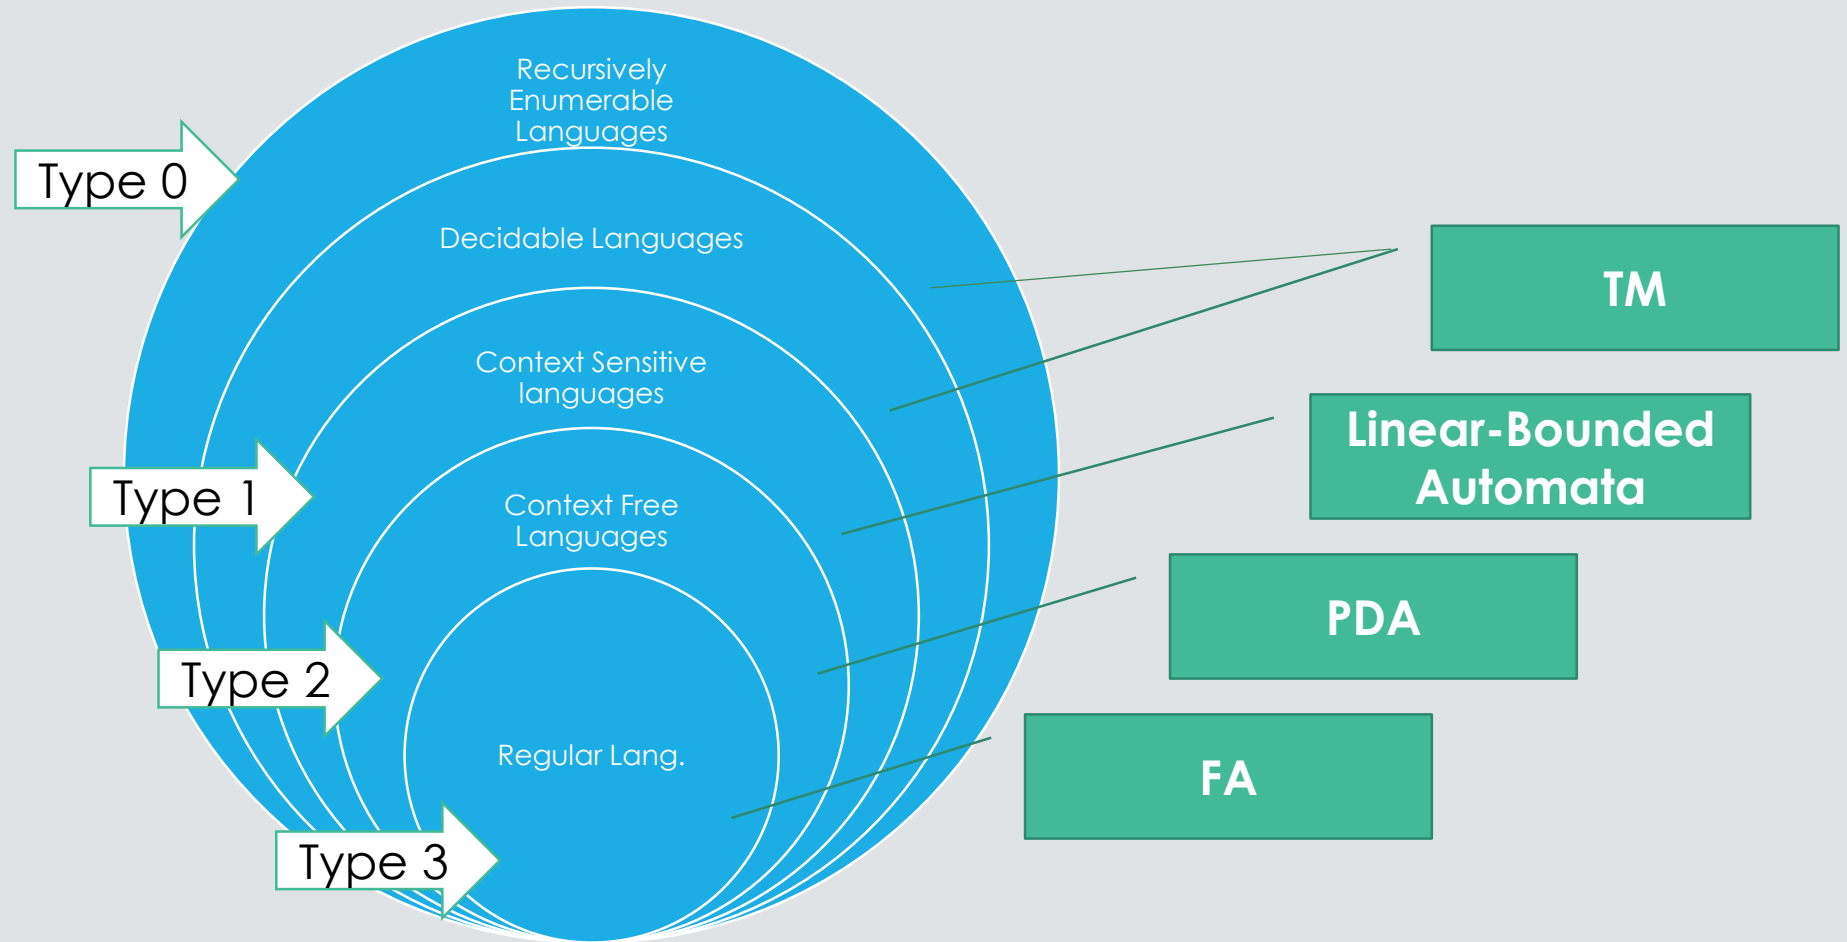 Recursively
Enumerable
Languages
Type 0
Decidable Languages
TM
Context Sensitive
languages
Linear-Bounded
Automata
Type 1
Context Free
Languages
PDA
Type 2
Regular Lang.
FA
Type 3